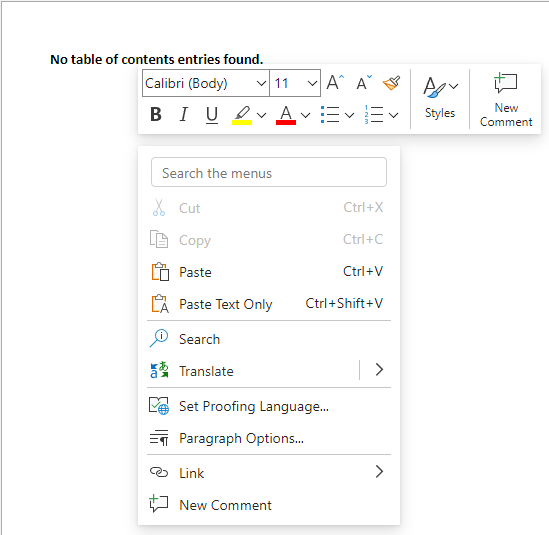 No table of contents entries found.
Calibri (Body) 11 A A
B I U A Styles New
Comment
Search the menus
Cut Ctrl+X
Copy Ctrl+C
Paste Ctrl+V
Paste Text Only Ctrl+Shift+V
Search
Translate
Set Proofing Language...
Paragraph Options...
Link
New Comment